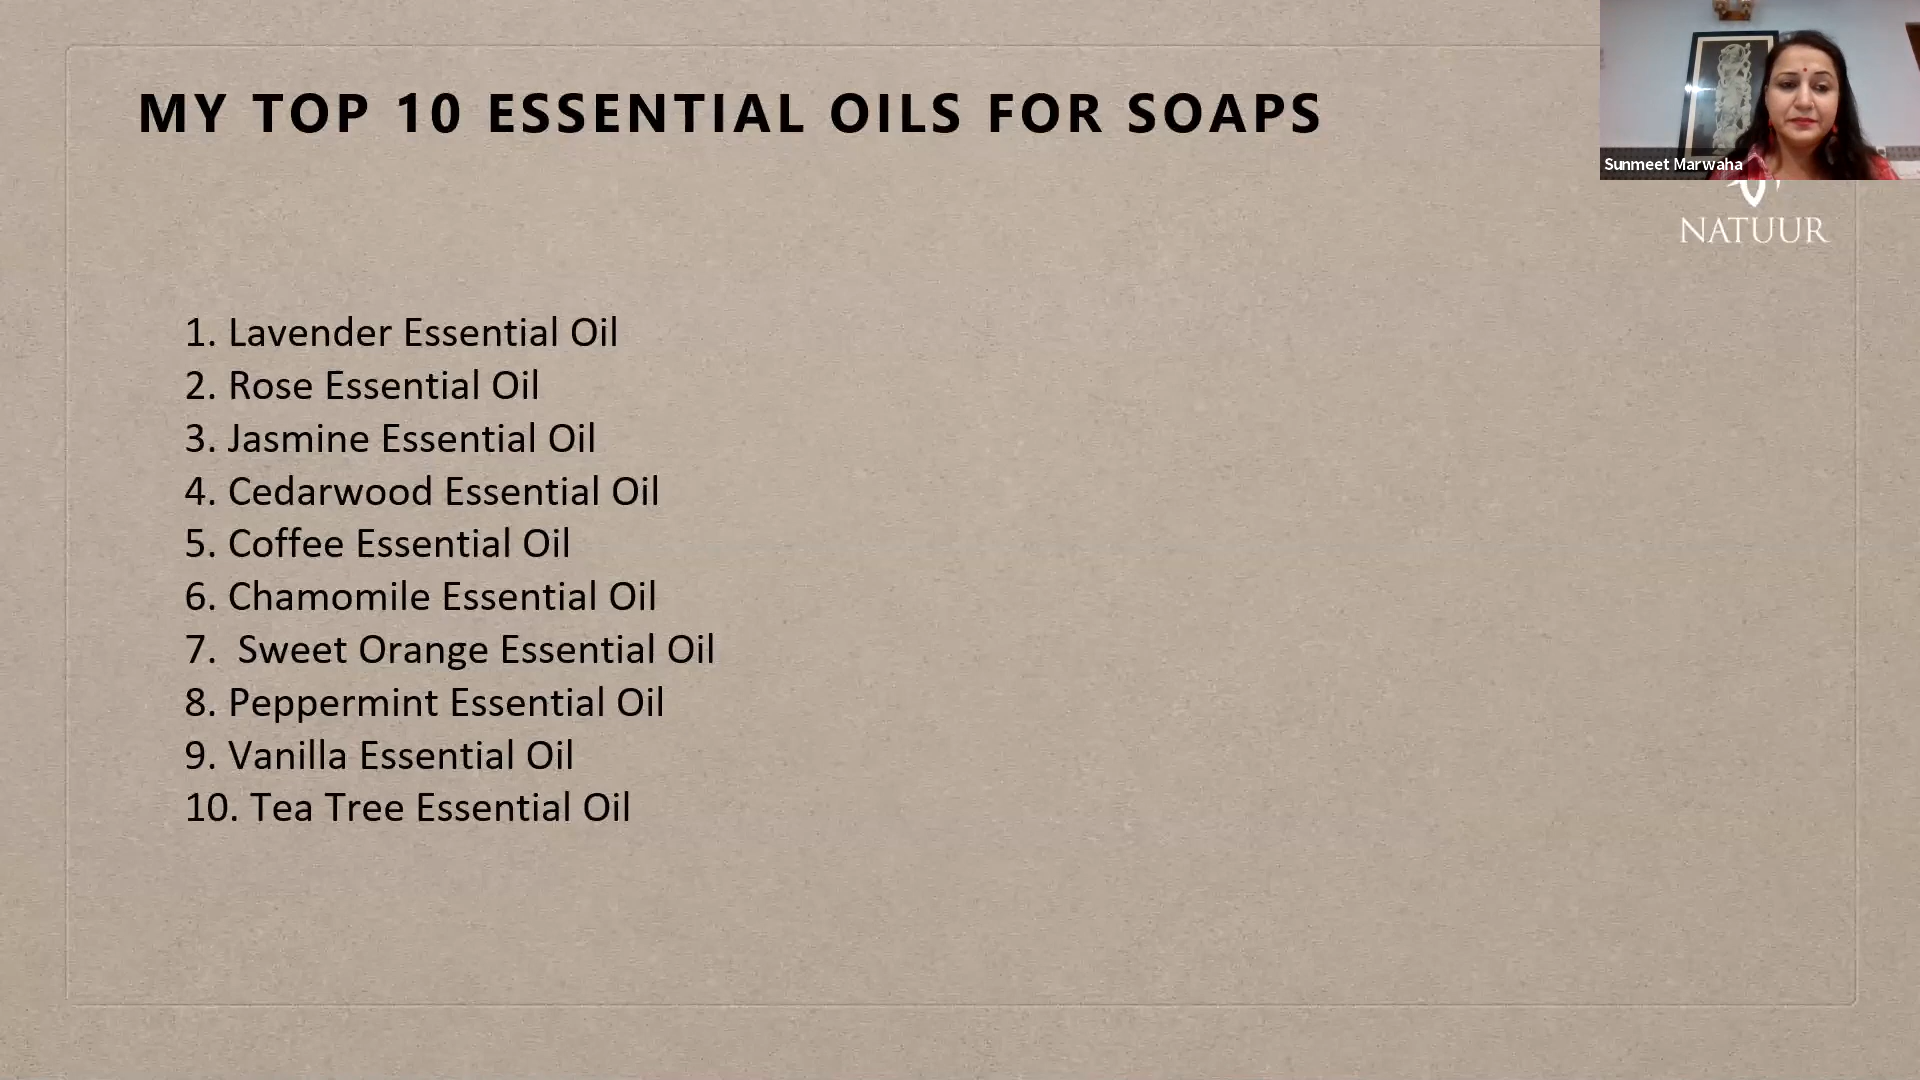 MY TOP 10 ESSENTIAL OILS FOR SOAPS
Sunmeet Marwaha
NATUUR
1. Lavender Essential Oil
2. Rose Essential Oil
3. Jasmine Essential Oil
4. Cedarwood Essential Oil
5. Coffee Essential Oil
6. Chamomile Essential Oil
7.  Sweet Orange Essential Oil
8. Peppermint Essential Oil
9. Vanilla Essential Oil
10. Tea Tree Essential Oil